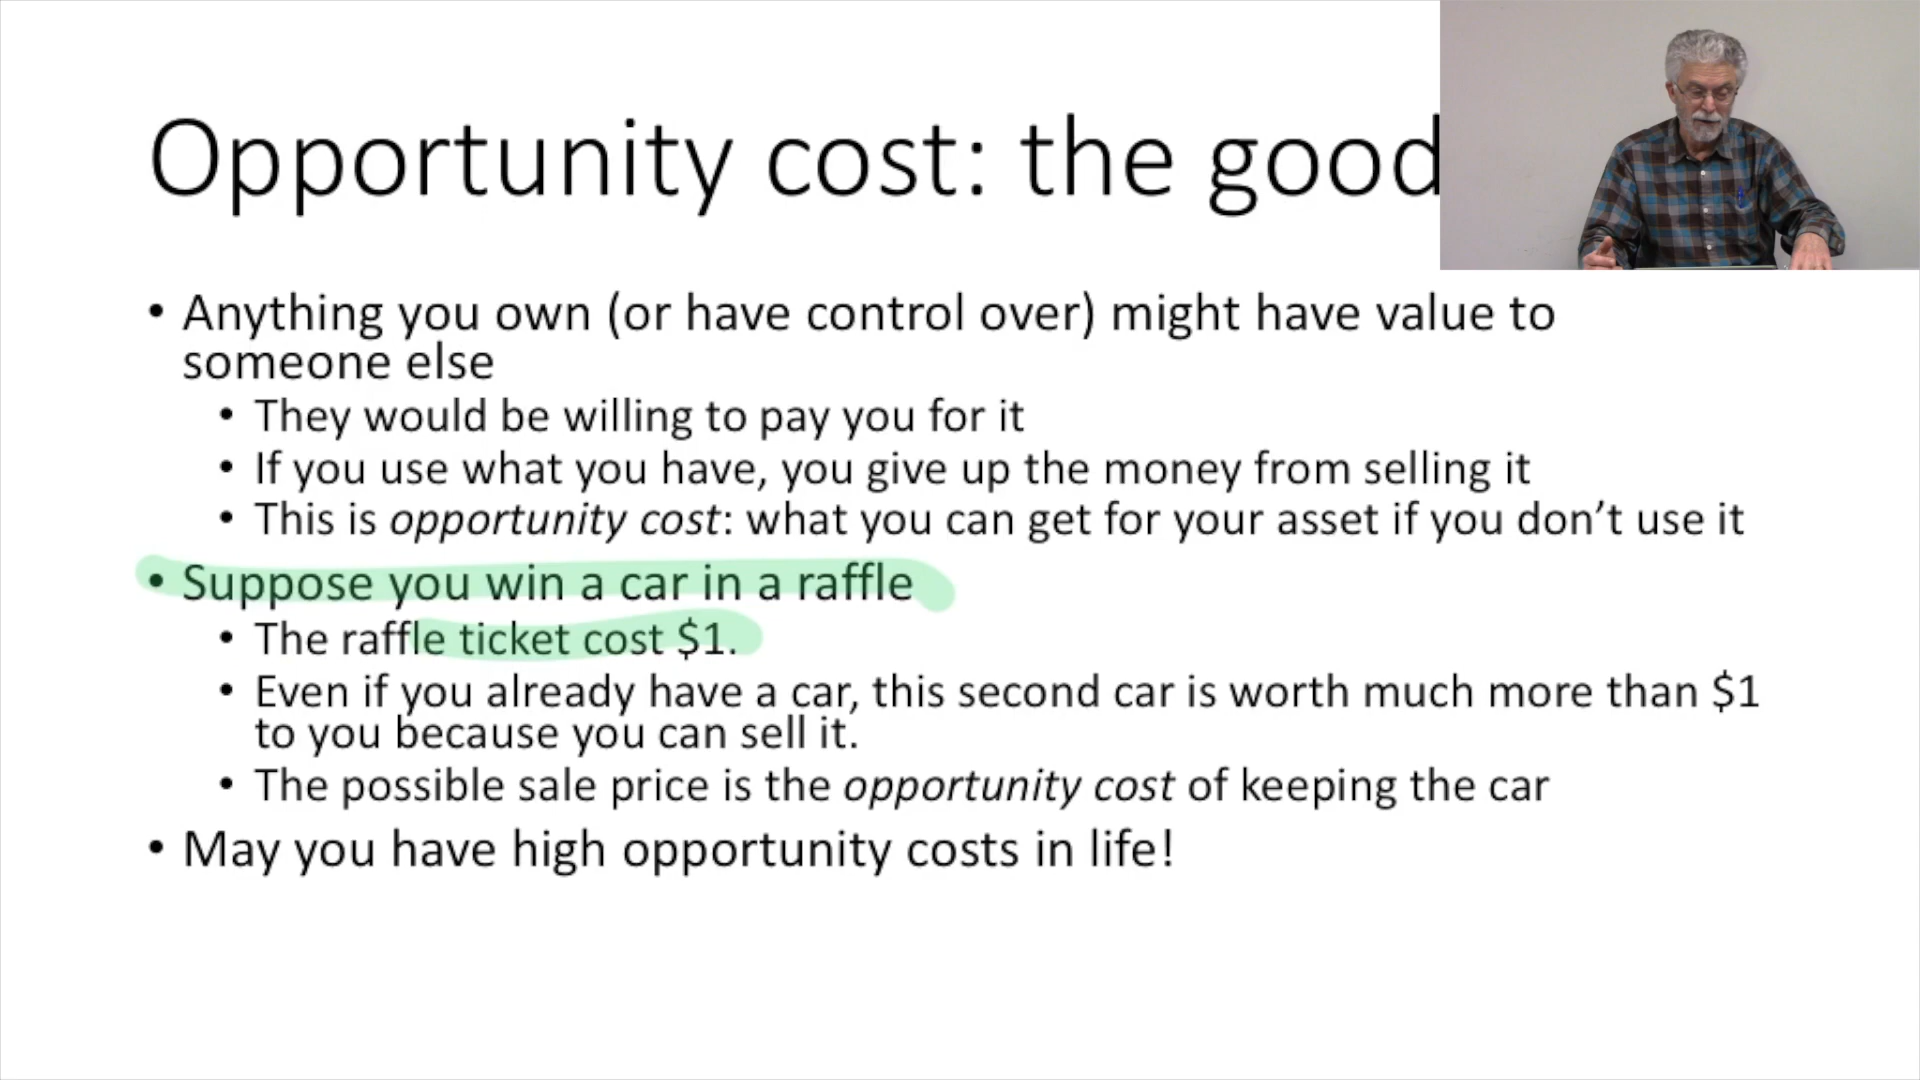 Opportunity cost: the good
• Anything you own (or have control over) might have value to
someone else
• They would be willing to pay you for it
• If you use what you have, you give up the money from selling it
• This is opportunity cost: what you can get for your asset if you don’t use it
• Suppose you win a car in a raffle
• The raffle ticket cost $1.
• Even if you already have a car, this second car is worth much more than $1
to you because you can sell it.
• The possible sale price is the opportunity cost of keeping the car
• May you have high opportunity costs in life!